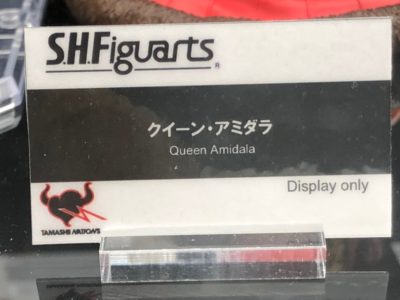 S.H.Figuarts
クイーン・アミダラ
Queen Amidala
Display only
TAMASHII NATIONS